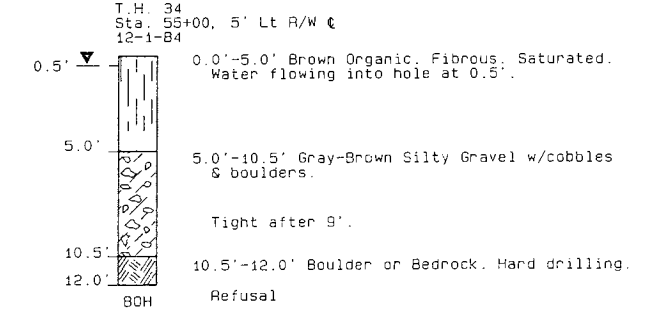 T.H. 34
Sta. 55+00, 5' Lt R/W ℄
12-1-84
0.5'
0.0'-5.0' Brown Organic. Fibrous. Saturated.
Water flowing into hole at 0.5'.
5.0'
5.0'-10.5' Gray-Brown Silty Gravel w/cobbles
& boulders.
Tight after 9'.
10.5'
10.5'-12.0' Boulder or Bedrock. Hard drilling.
12.0'
BOH
Refusal